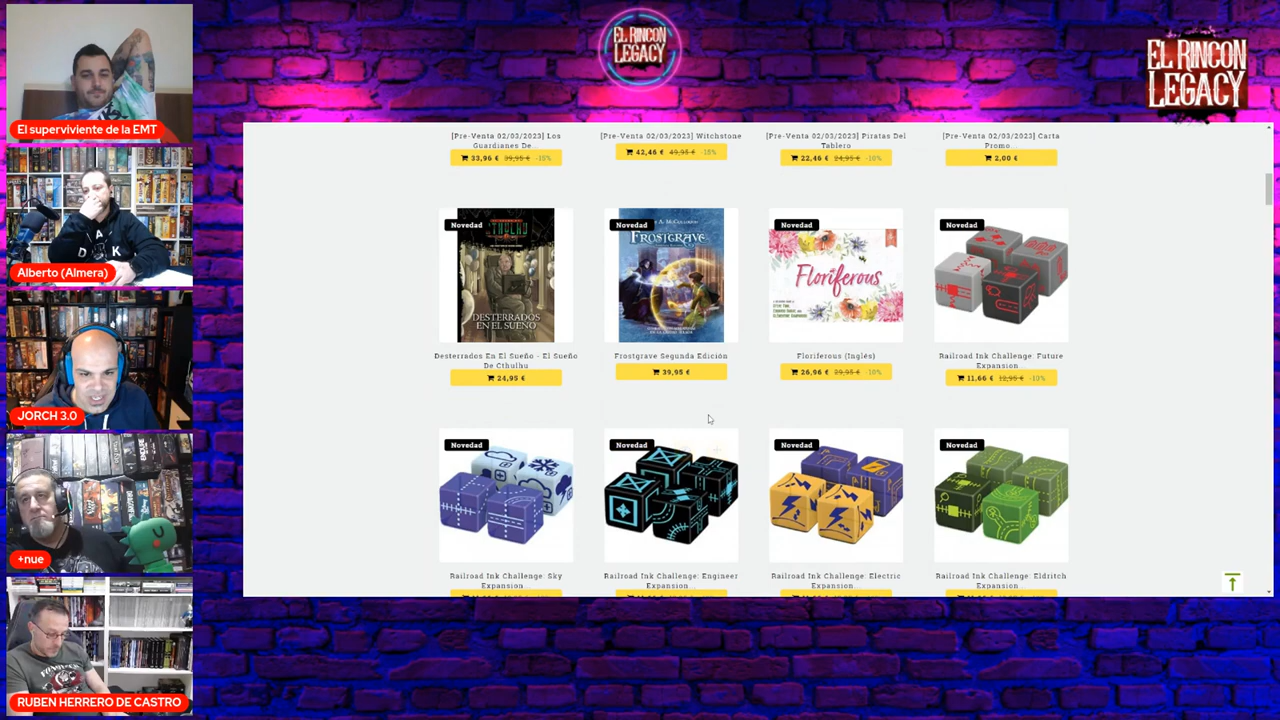 EL RINCON
LEGACY
EL RINCON
LEGACY
El superviviente de la EMT
Alberto (Almera)
JORCH 3.0
+nue
RUBEN HERRERO DE CASTRO
[Pre-Venta 02/03/2023] Los
Guardianes De...
33,96 € 39,95 € -15%
[Pre-Venta 02/03/2023] Witchstone
42,46 € 49,95 € -15%
[Pre-Venta 02/03/2023] Piratas Del
Tablero
22,46 € 24,95 € -10%
[Pre-Venta 02/03/2023] Carta
Promo...
2,00 €
Novedad
CTHULHU
DESTERRADOS
EN EL SUEÑO
Desterrados En El Sueño - El Sueño
De Cthulhu
24,95 €
Novedad
FROSTGRAVE
Frostgrave Segunda Edición
39,95 €
Novedad
Floriferous
Floriferous (Inglés)
26,96 € 29,95 € -10%
Novedad
Railroad Ink Challenge: Future
Expansion...
11,66 € 12,95 € -10%
Novedad
Railroad Ink Challenge: Sky
Expansion...
Novedad
Railroad Ink Challenge: Engineer
Expansion...
Novedad
Railroad Ink Challenge: Electric
Expansion...
Novedad
Railroad Ink Challenge: Eldritch
Expansion...